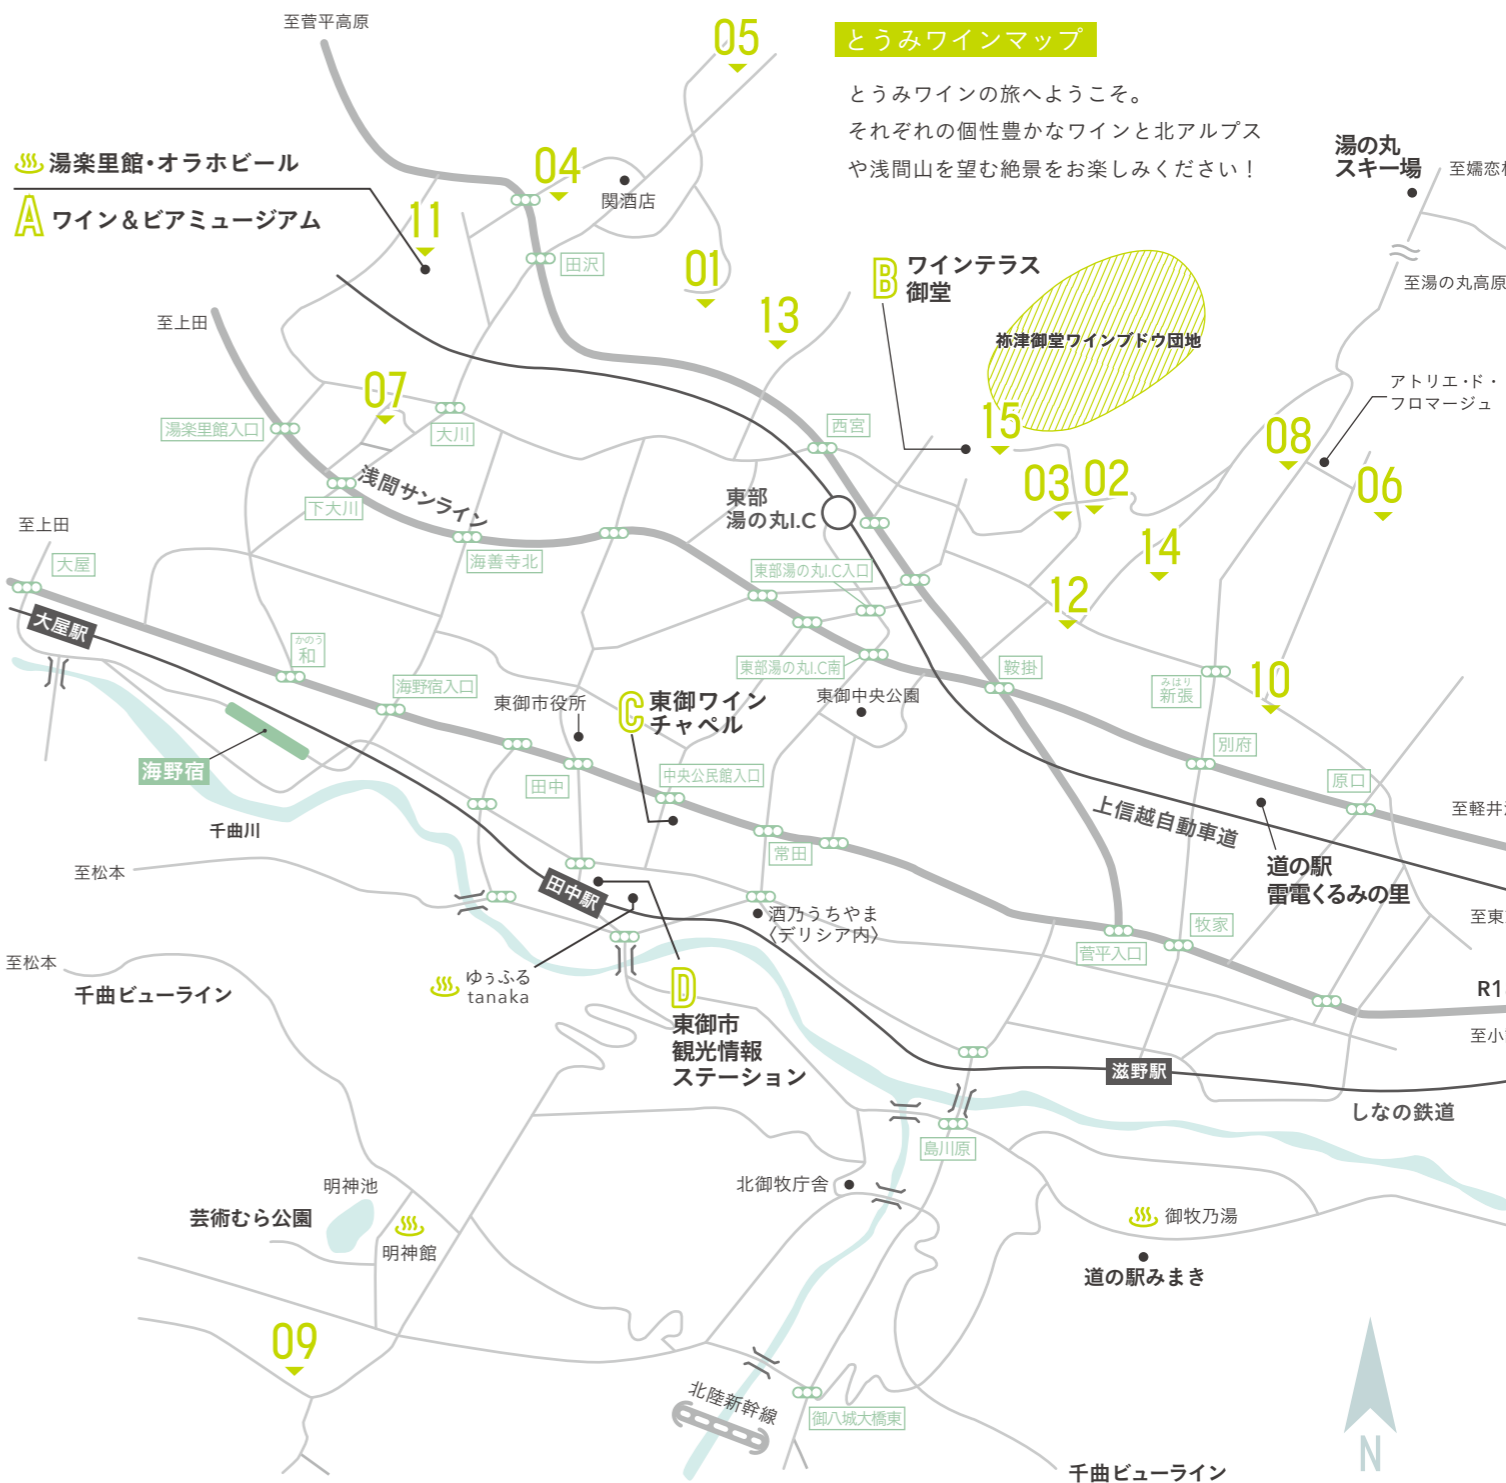 とうみワインマップ
とうみワインの旅へようこそ。
それぞれの個性豊かなワインと北アルプス
や浅間山を望む絶景をお楽しみください！
至菅平高原
05
湯楽里館・オラホビール
A ワイン＆ビアミュージアム
04
関酒店
11
田沢
01
13
B ワインテラス
御堂
祢津御堂ワインブドウ団地
湯の丸
スキー場
至嬬恋
至湯の丸高原
アトリエ・ド・
フロマージュ
至上田
07
湯楽里館入口
大川
下大川
浅間サンライン
海善寺北
西宮
15
03
02
08
06
14
12
東部
湯の丸I.C
東部湯の丸I.C入口
東部湯の丸I.C南
至上田
大屋
大屋駅
かのう
和
海野宿入口
海野宿
千曲川
東御市役所
C 東御ワイン
チャペル
東御中央公園
鞍掛
みはり
新張
10
別府
原口
田中
中央公民館入口
常田
上信越自動車道
至軽井
道の駅
雷電くるみの里
至松本
田中駅
酒乃うちやま
〈デリシア内〉
菅平入口
牧家
至東
至松本
千曲ビューライン
ゆぅふる
tanaka
D
東御市
観光情報
ステーション
R1
至小
滋野駅
しなの鉄道
島川原
北御牧庁舎
明神池
芸術むら公園
明神館
御牧乃湯
道の駅みまき
09
北陸新幹線
御八城大橋東
千曲ビューライン
N